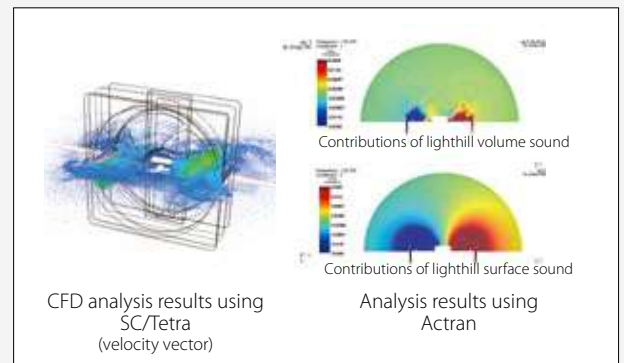 Contributions of lighthill volume sound
Contributions of lighthill surface sound
CFD analysis results using
SC/Tetra
(velocity vector)
Analysis results using
Actran